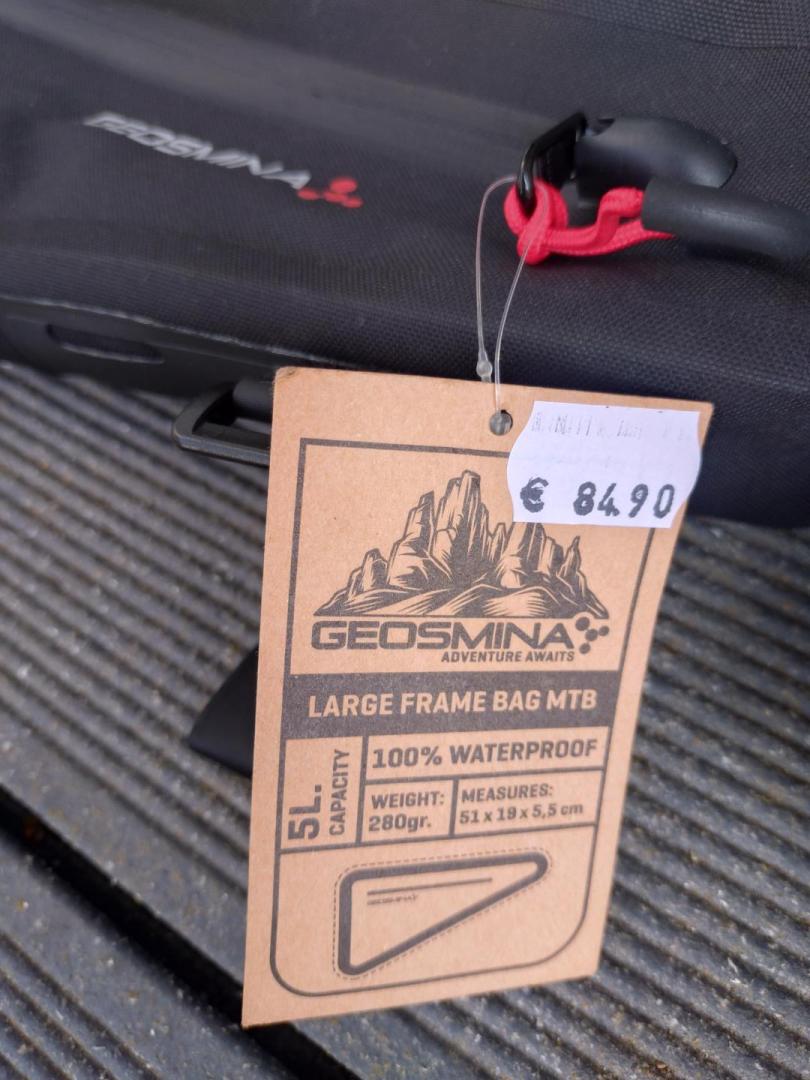 GEOSMINA
€ 84.90
GEOSMINA
ADVENTURE AWAITS
LARGE FRAME BAG MTB
5L.
CAPACITY
100% WATERPROOF
WEIGHT:
280gr.
MEASURES:
51 x 19 x 5,5 cm
GEOSMINA